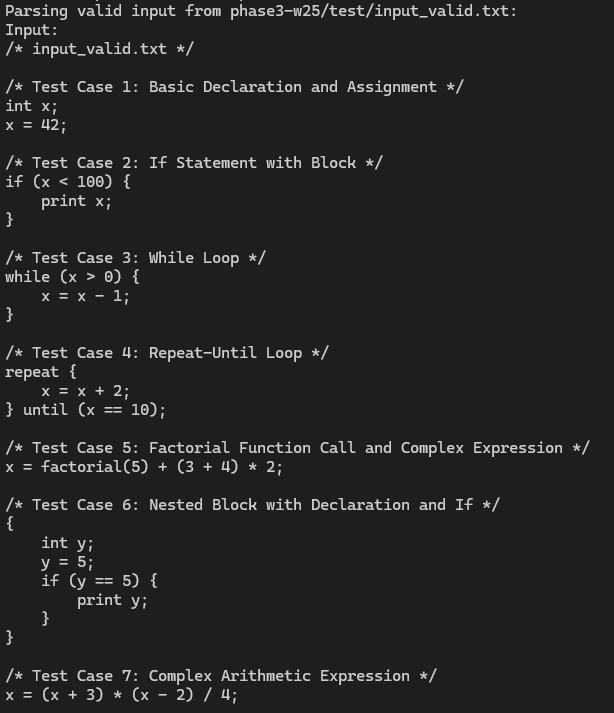 Parsing valid input from phase3-w25/test/input_valid.txt:
Input:
/* input_valid.txt */

/* Test Case 1: Basic Declaration and Assignment */
int x;
x = 42;

/* Test Case 2: If Statement with Block */
if (x < 100) {
    print x;
}

/* Test Case 3: While Loop */
while (x > 0) {
    x = x - 1;
}

/* Test Case 4: Repeat-Until Loop */
repeat {
    x = x + 2;
} until (x == 10);

/* Test Case 5: Factorial Function Call and Complex Expression */
x = factorial(5) + (3 + 4) * 2;

/* Test Case 6: Nested Block with Declaration and If */
{
    int y;
    y = 5;
    if (y == 5) {
        print y;
    }
}

/* Test Case 7: Complex Arithmetic Expression */
x = (x + 3) * (x - 2) / 4;